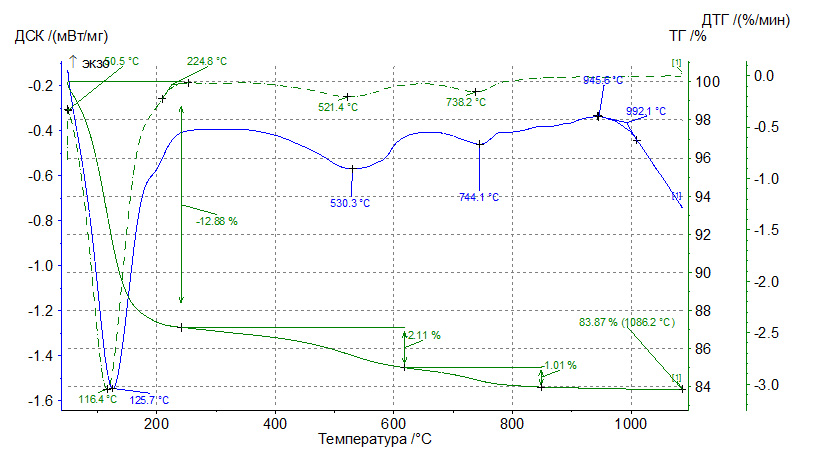 ДТГ /(%/мин)
ДСК /(мВт/мг)
ТГ /%
↑ экзо
50.5 °C
224.8 °C
[1]
945.6 °C
521.4 °C
738.2 °C
992.1 °C
530.3 °C
744.1 °C
[1]
-12.88 %
-2.11 %
83.87 % (1086.2 °C)
-1.01 %
[1]
116.4 °C
125.7 °C
-0.2
-0.4
-0.6
-0.8
-1.0
-1.2
-1.4
-1.6
100
98
96
94
92
90
88
86
84
0.0
-0.5
-1.0
-1.5
-2.0
-2.5
-3.0
200 400 600 800 1000
Температура /°C